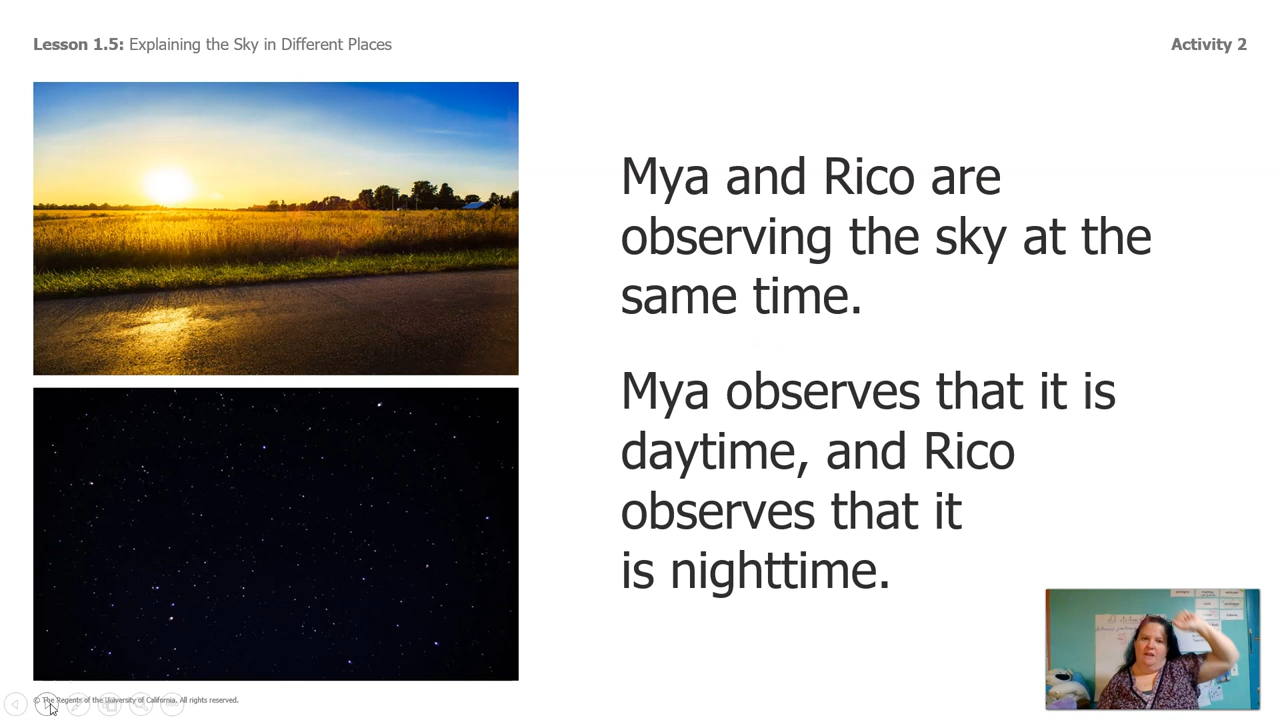 Lesson 1.5: Explaining the Sky in Different Places
Activity 2
Mya and Rico are
observing the sky at the
same time.
Mya observes that it is
daytime, and Rico
observes that it
is nighttime.
© The Regents of the University of California. All rights reserved.